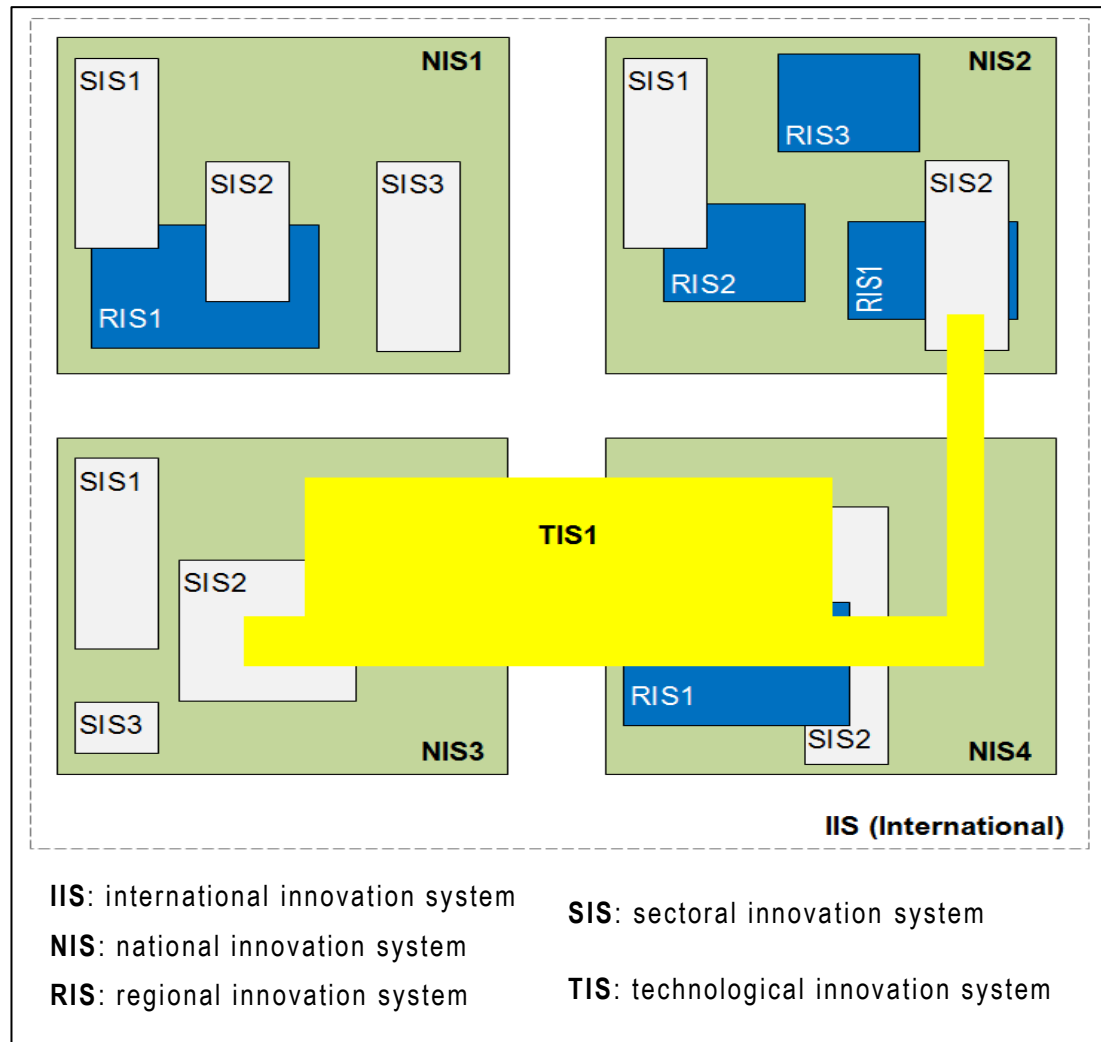 NIS1
SIS1
SIS2
SIS3
RIS1
NIS2
SIS1
RIS3
SIS2
RIS2
RIS1
SIS1
SIS2
SIS3
NIS3
TIS1
RIS1
SIS2
NIS4
IIS (International)
IIS: international innovation system
NIS: national innovation system
RIS: regional innovation system
SIS: sectoral innovation system
TIS: technological innovation system